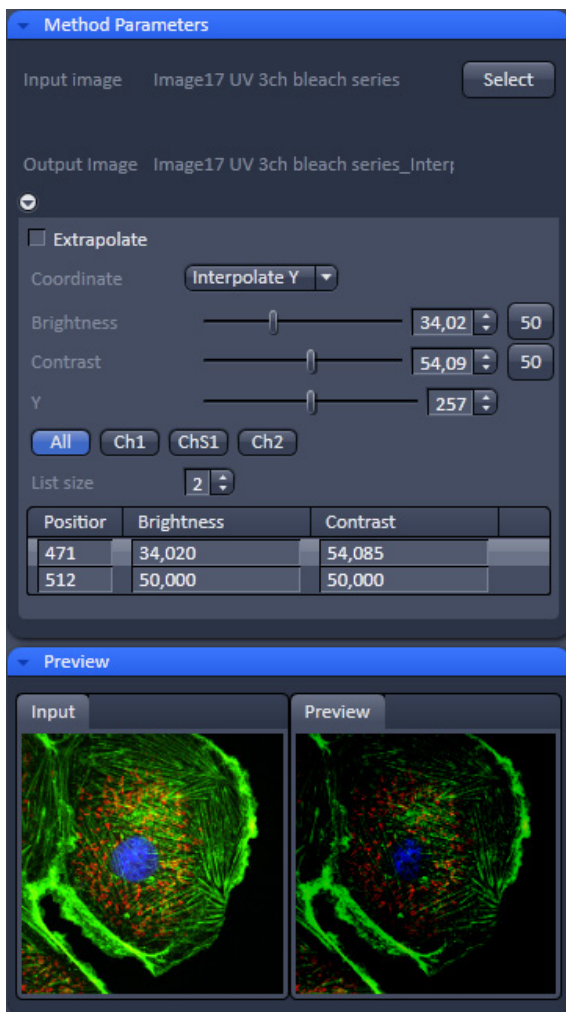 Method Parameters
Input image Image17 UV 3ch bleach series Select
Output Image Image17 UV 3ch bleach series_Interp
Extrapolate
Coordinate Interpolate Y
Brightness 34,02 50
Contrast 54,09 50
Y 257
All Ch1 ChS1 Ch2
List size 2
Position Brightness Contrast
471 34,020 54,085
512 50,000 50,000
Preview
Input Preview